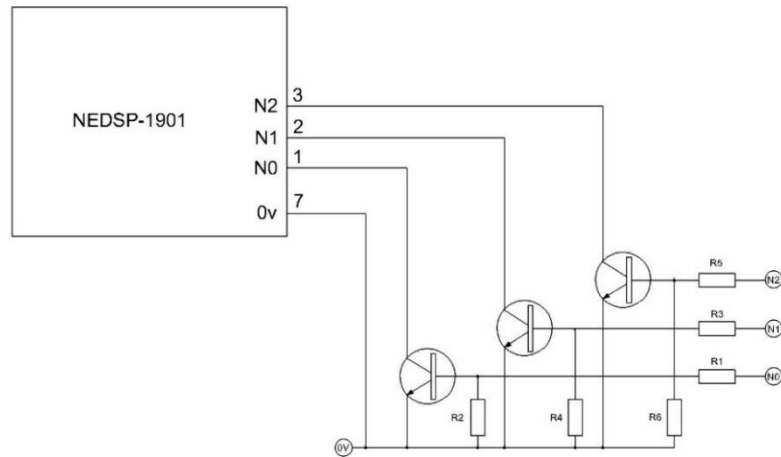 NEDSP-1901
N2 3
N1 2
N0 1
0v 7
R5 N2
R3 N1
R1 N0
R2 R4 R6
0V